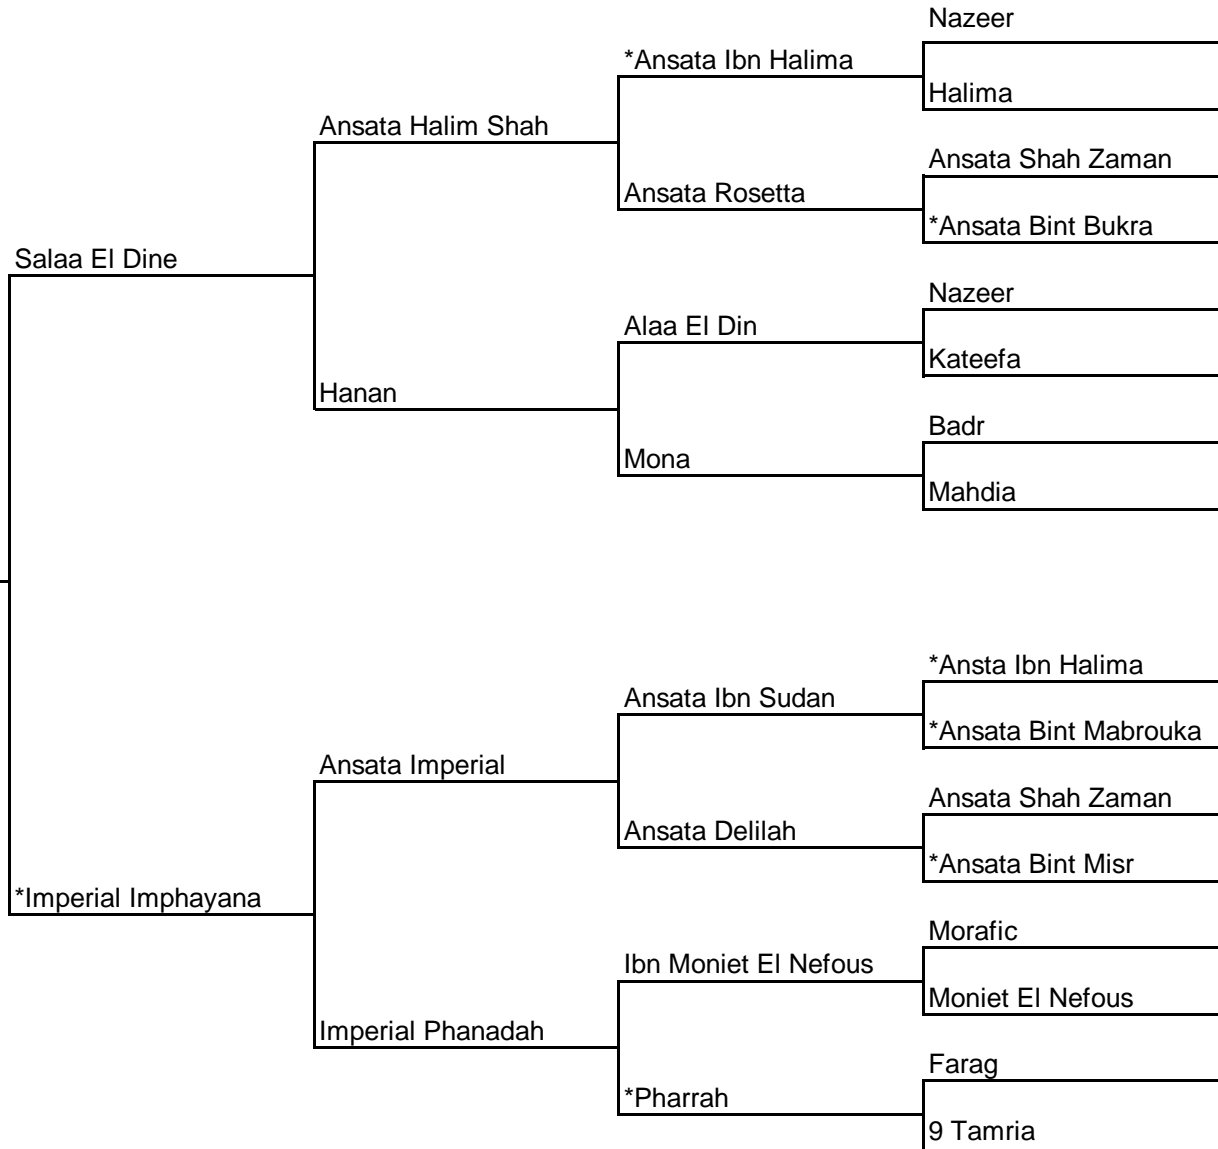 Nazeer
*Ansata Ibn Halima
Halima
Ansata Halim Shah
Ansata Shah Zaman
Ansata Rosetta
*Ansata Bint Bukra
Salaa El Dine
Nazeer
Alaa El Din
Kateefa
Hanan
Badr
Mona
Mahdia
*Ansta Ibn Halima
Ansata Ibn Sudan
*Ansata Bint Mabrouka
Ansata Imperial
Ansata Shah Zaman
Ansata Delilah
*Ansata Bint Misr
*Imperial Imphayana
Morafic
Ibn Moniet El Nefous
Moniet El Nefous
Imperial Phanadah
Farag
*Pharrah
9 Tamria